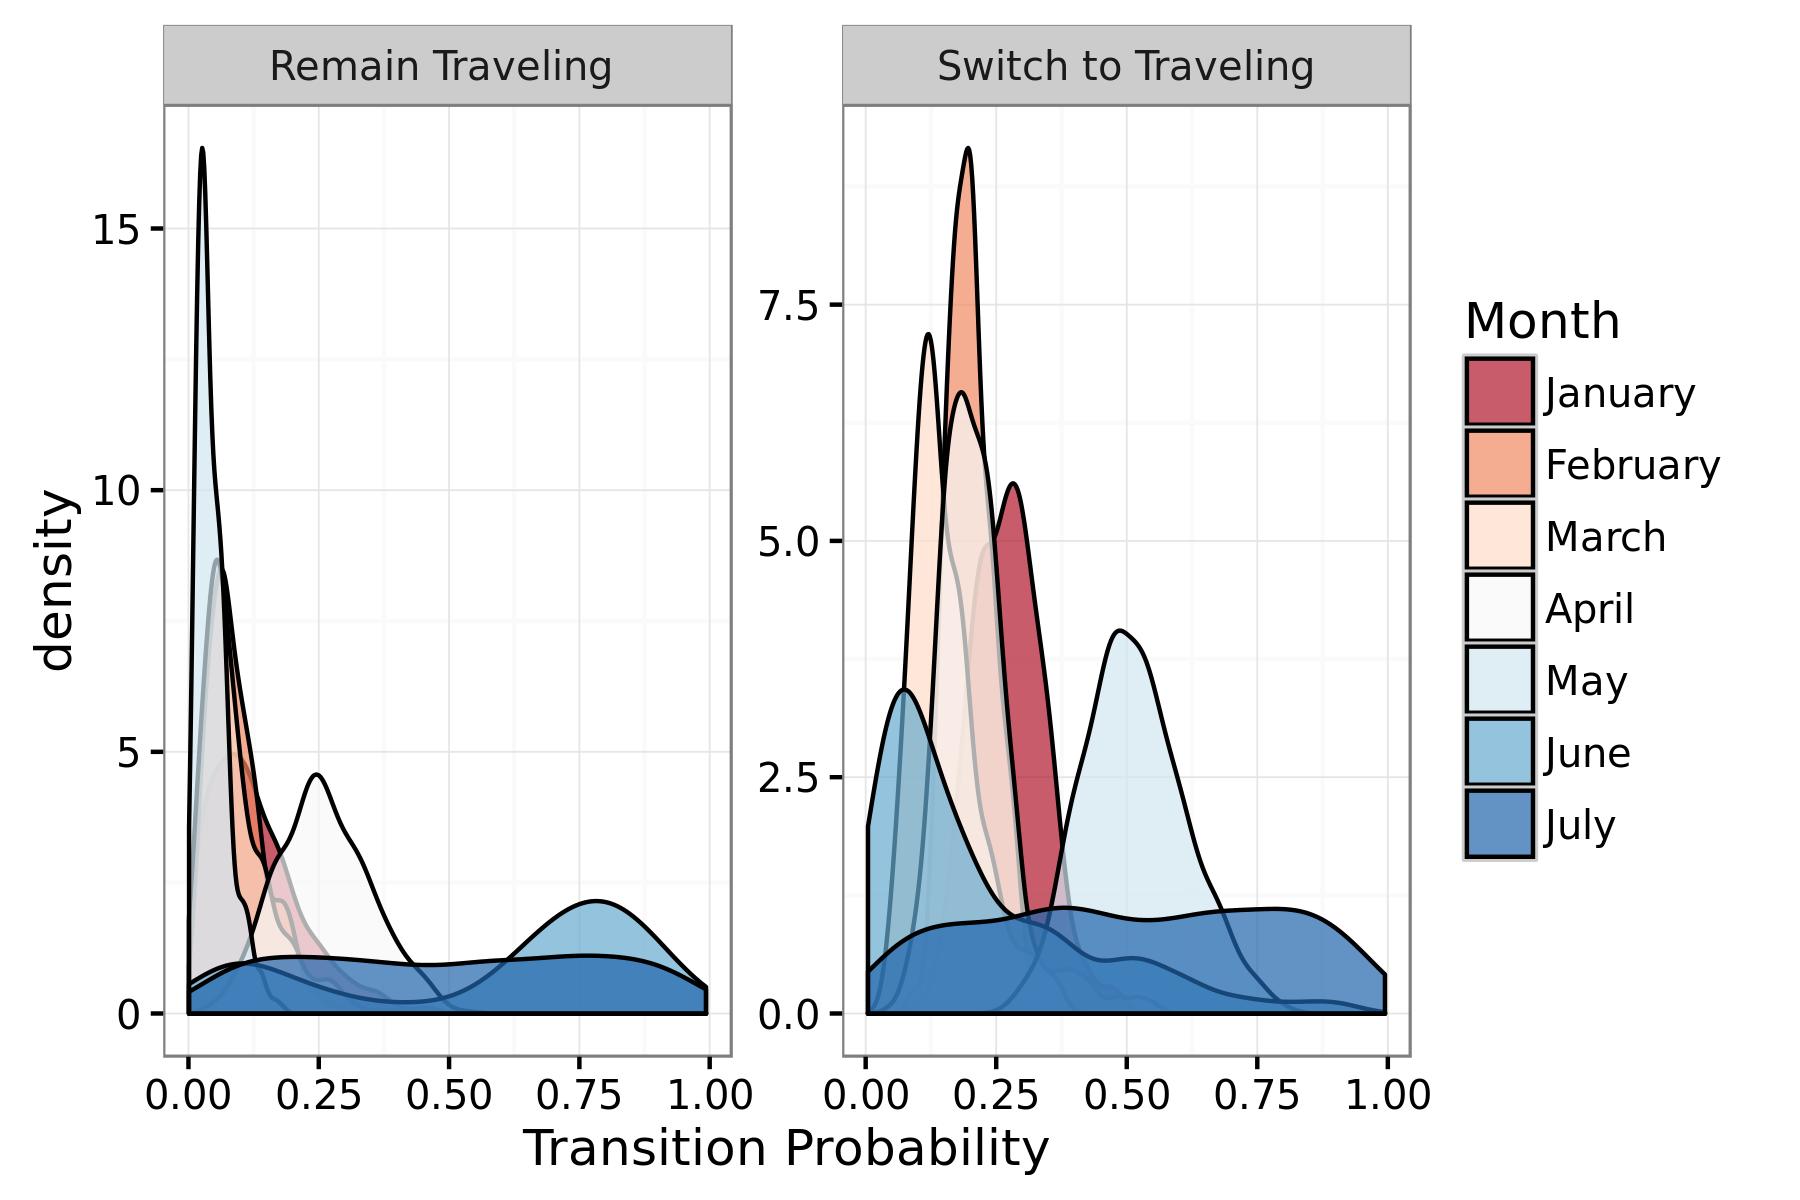 Remain Traveling
Switch to Traveling
density
15
10
5
0
7.5
5.0
2.5
0.0
0.00 0.25 0.50 0.75 1.00
0.00 0.25 0.50 0.75 1.00
Transition Probability
Month
January
February
March
April
May
June
July